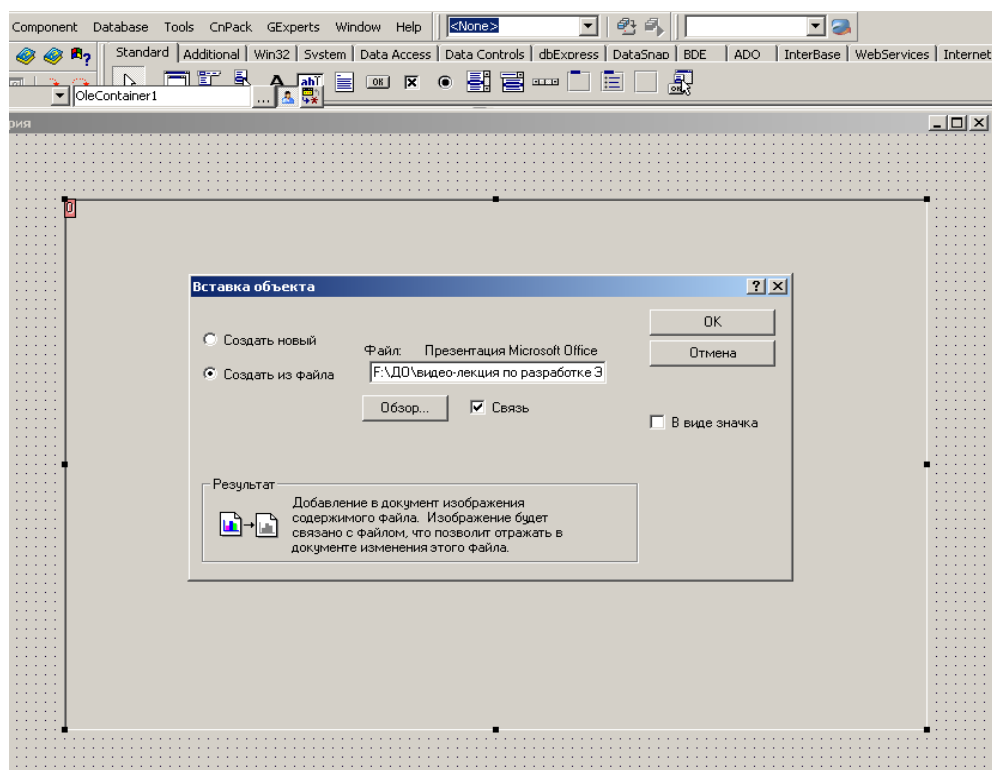 Component Database Tools CnPack GExperts Window Help <None>
Standard Additional Win32 System Data Access Data Controls dbExpress DataSnap BDE ADO InterBase WebServices Internet
OleContainer1 ...
рия
0
Вставка объекта
Создать новый
Создать из файла
Файл: Презентация Microsoft Office
F:\ДО\видео-лекция по разработке Э
Обзор...
Связь
OK
Отмена
В виде значка
Результат
Добавление в документ изображения
содержимого файла. Изображение будет
связано с файлом, что позволит отражать в
документе изменения этого файла.